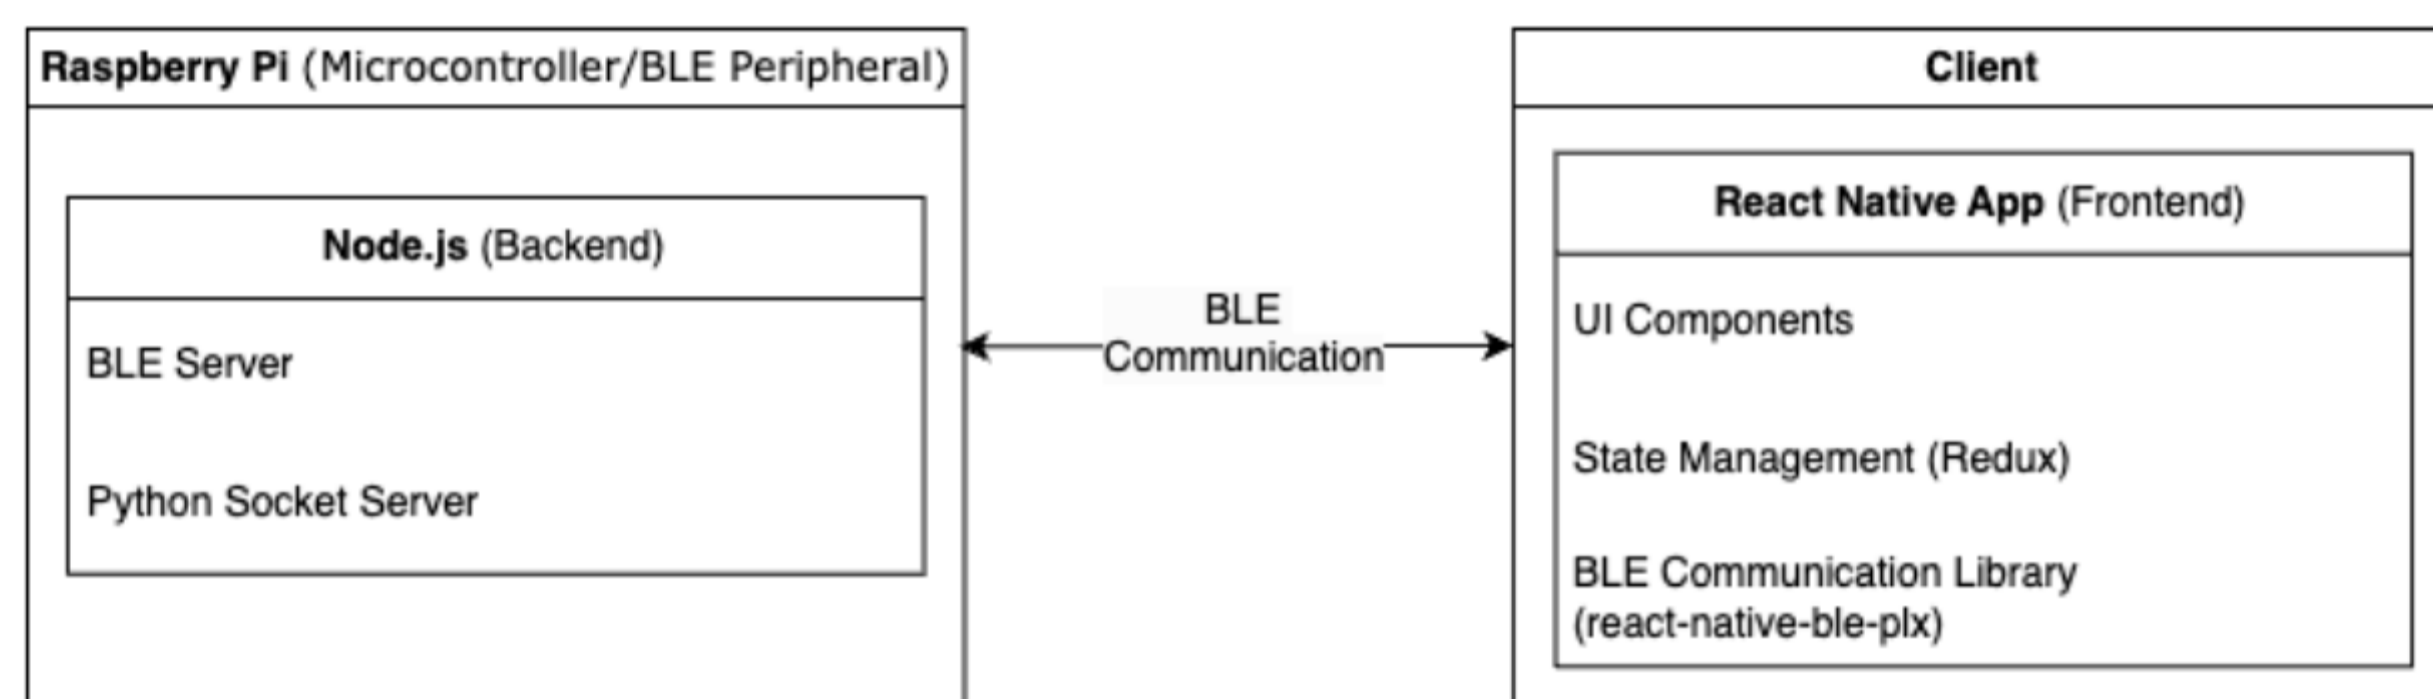 Raspberry Pi (Microcontroller/BLE Peripheral)
Node.js (Backend)
BLE Server
Python Socket Server
BLE
Communication
Client
React Native App (Frontend)
UI Components
State Management (Redux)
BLE Communication Library
(react-native-ble-plx)